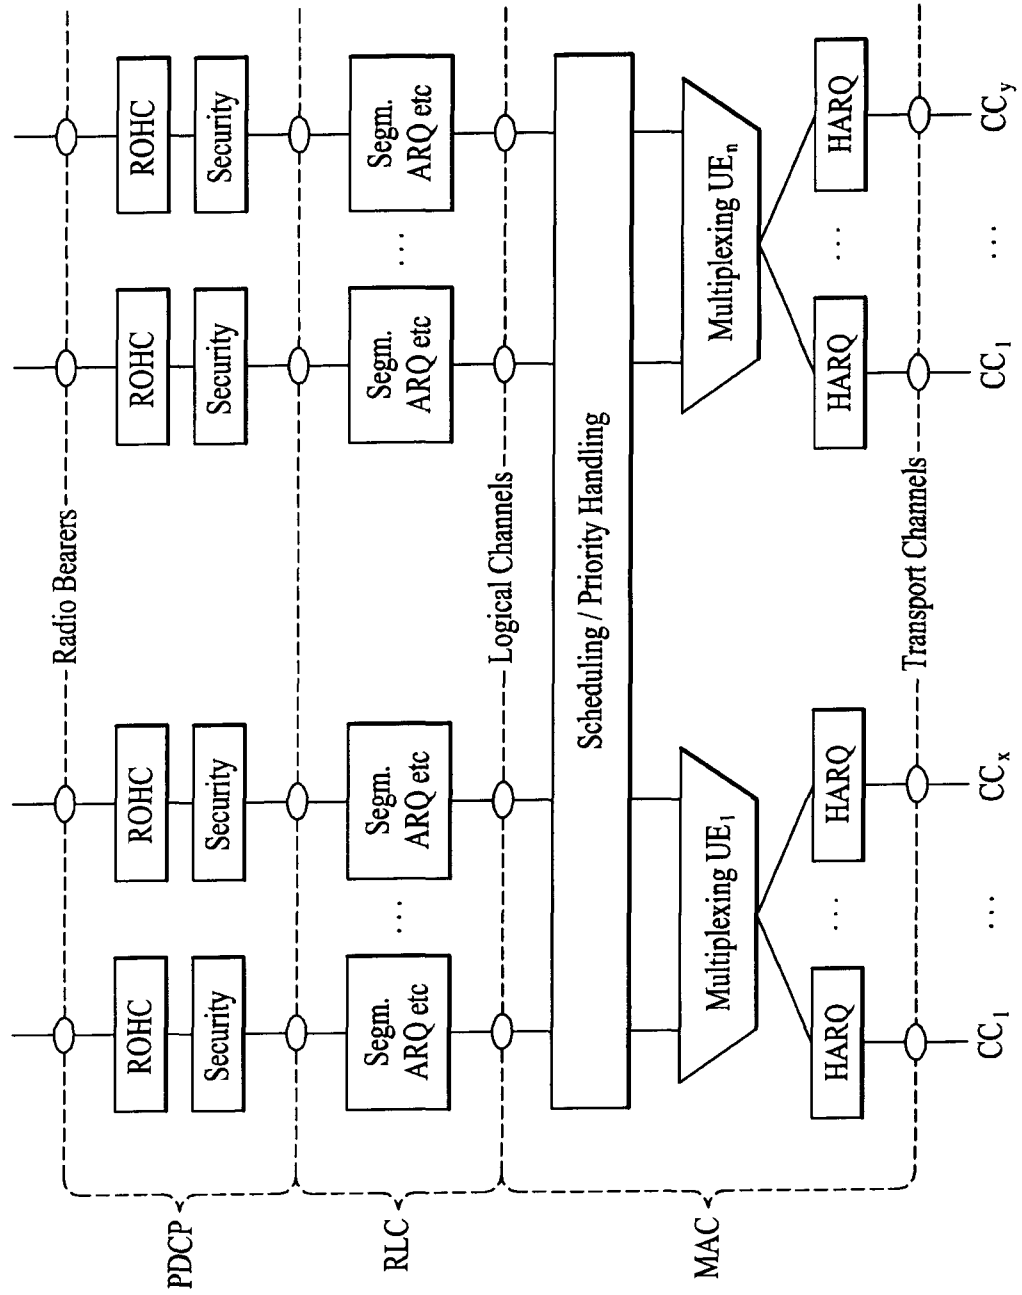 Radio Bearers
ROHC
ROHC
ROHC
ROHC
PDCP
Security
Security
Security
Security
Segm.
ARQ etc
...
Segm.
ARQ etc
Segm.
ARQ etc
...
Segm.
ARQ etc
RLC
Logical Channels
Scheduling / Priority Handling
MAC
Multiplexing UE₁
Multiplexing UEₙ
HARQ
...
HARQ
HARQ
...
HARQ
Transport Channels
CC₁
...
CCₓ
CC₁
...
CCᵧ